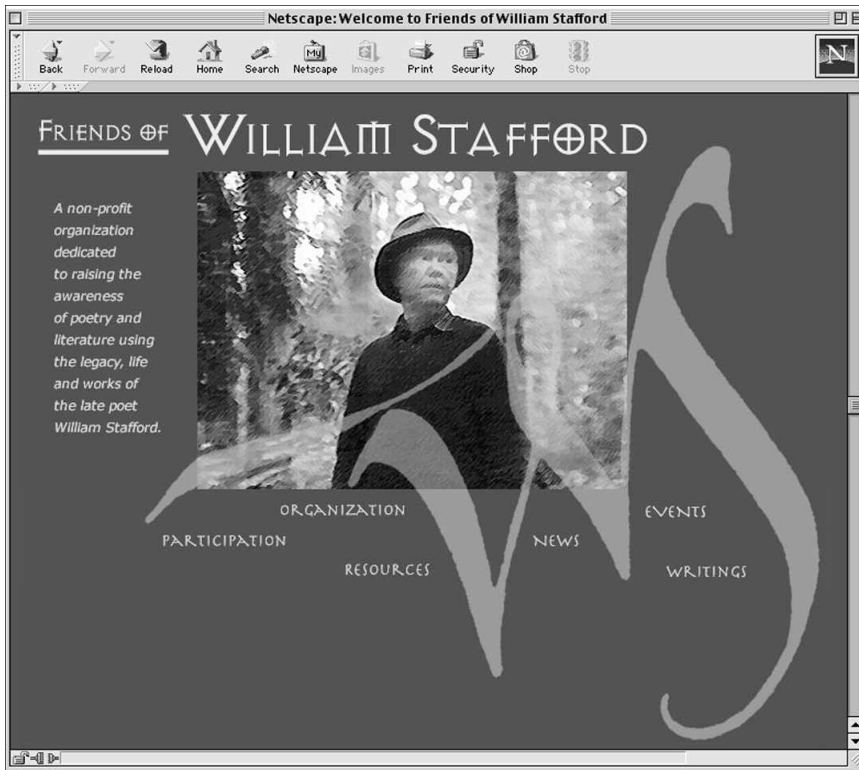 Netscape: Welcome to Friends of William Stafford
Back Forward Reload Home Search Netscape Images Print Security Shop Stop
My
N
FRIENDS OF WILLIAM STAFFORD
A non-profit
organization
dedicated
to raising the
awareness
of poetry and
literature using
the legacy, life
and works of
the late poet
William Stafford.
WS
ORGANIZATION
EVENTS
PARTICIPATION
NEWS
RESOURCES
WRITINGS